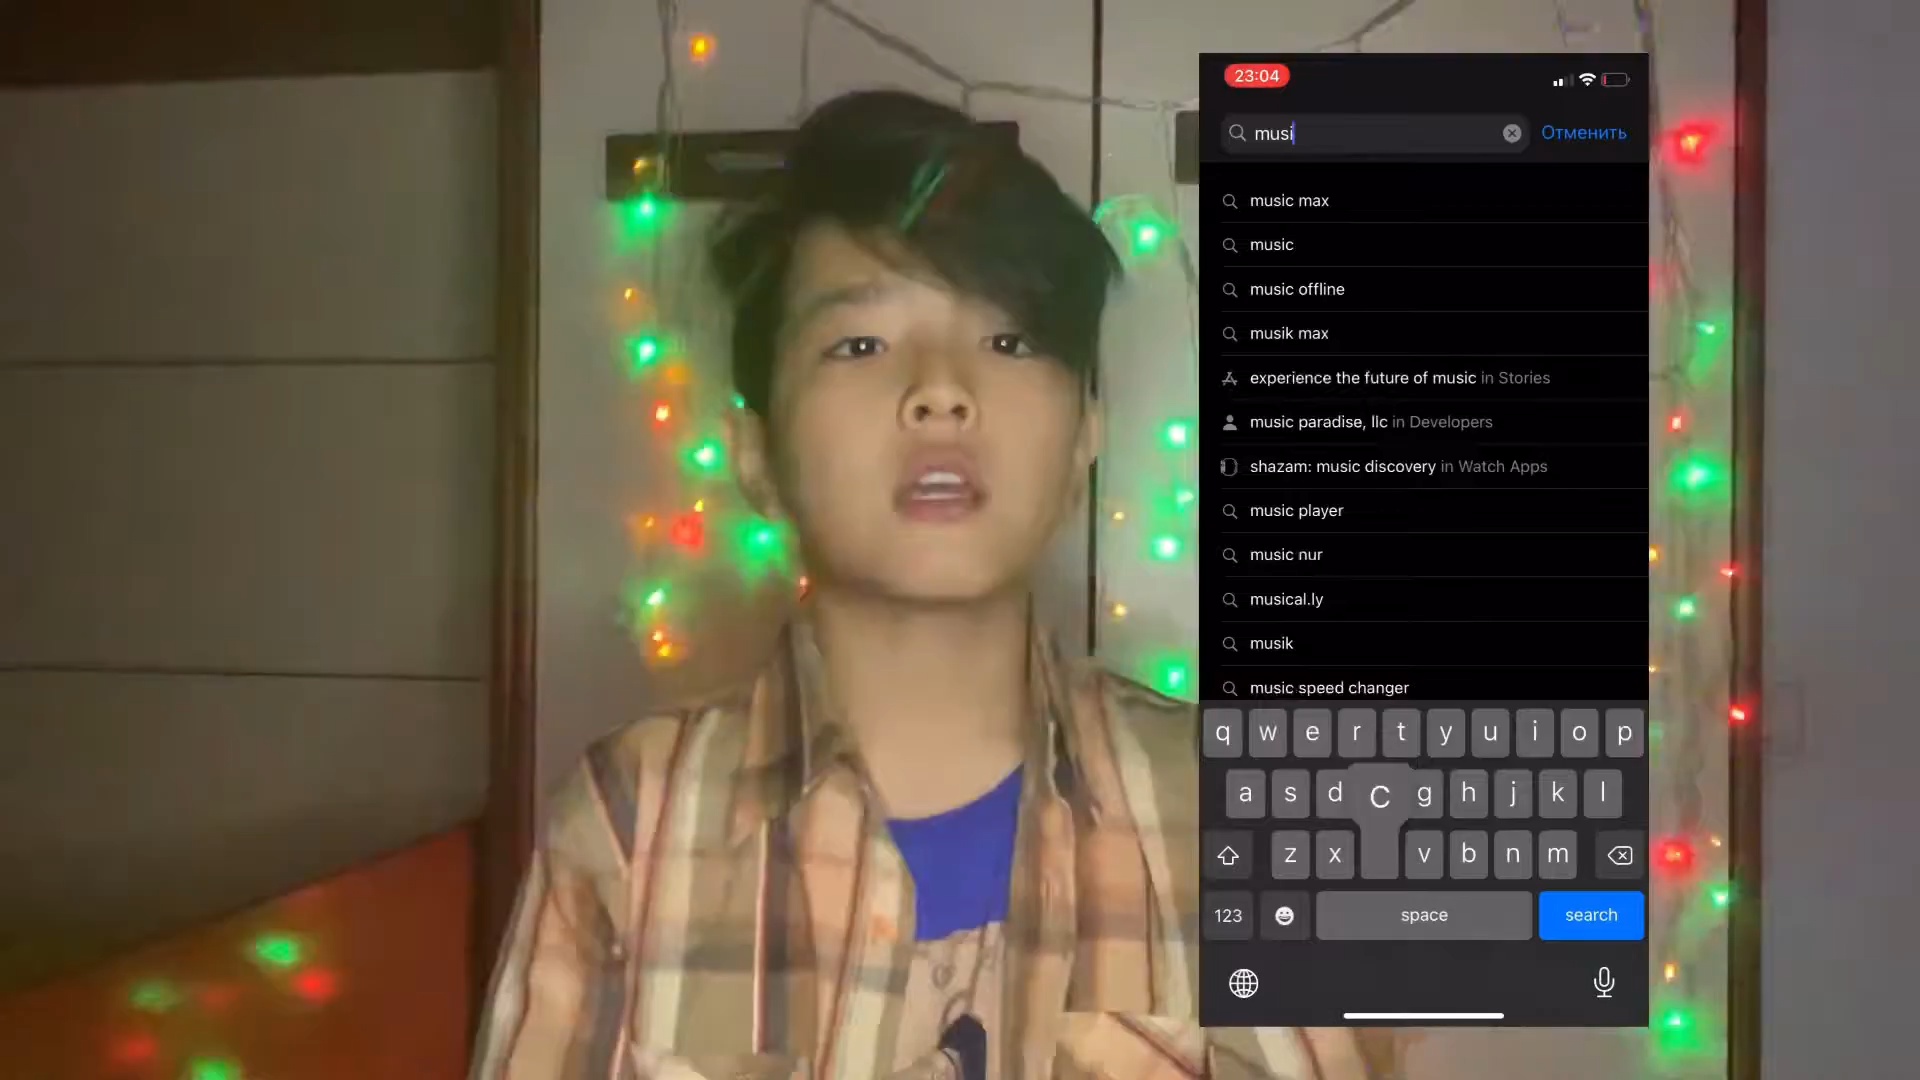 23:04
musi
Отменить
music max
music
music offline
musik max
experience the future of music in Stories
music paradise, llc in Developers
shazam: music discovery in Watch Apps
music player
music nur
musical.ly
musik
music speed changer
q w e r t y u i o p
a s d C g h j k l
z x v b n m
123 space search